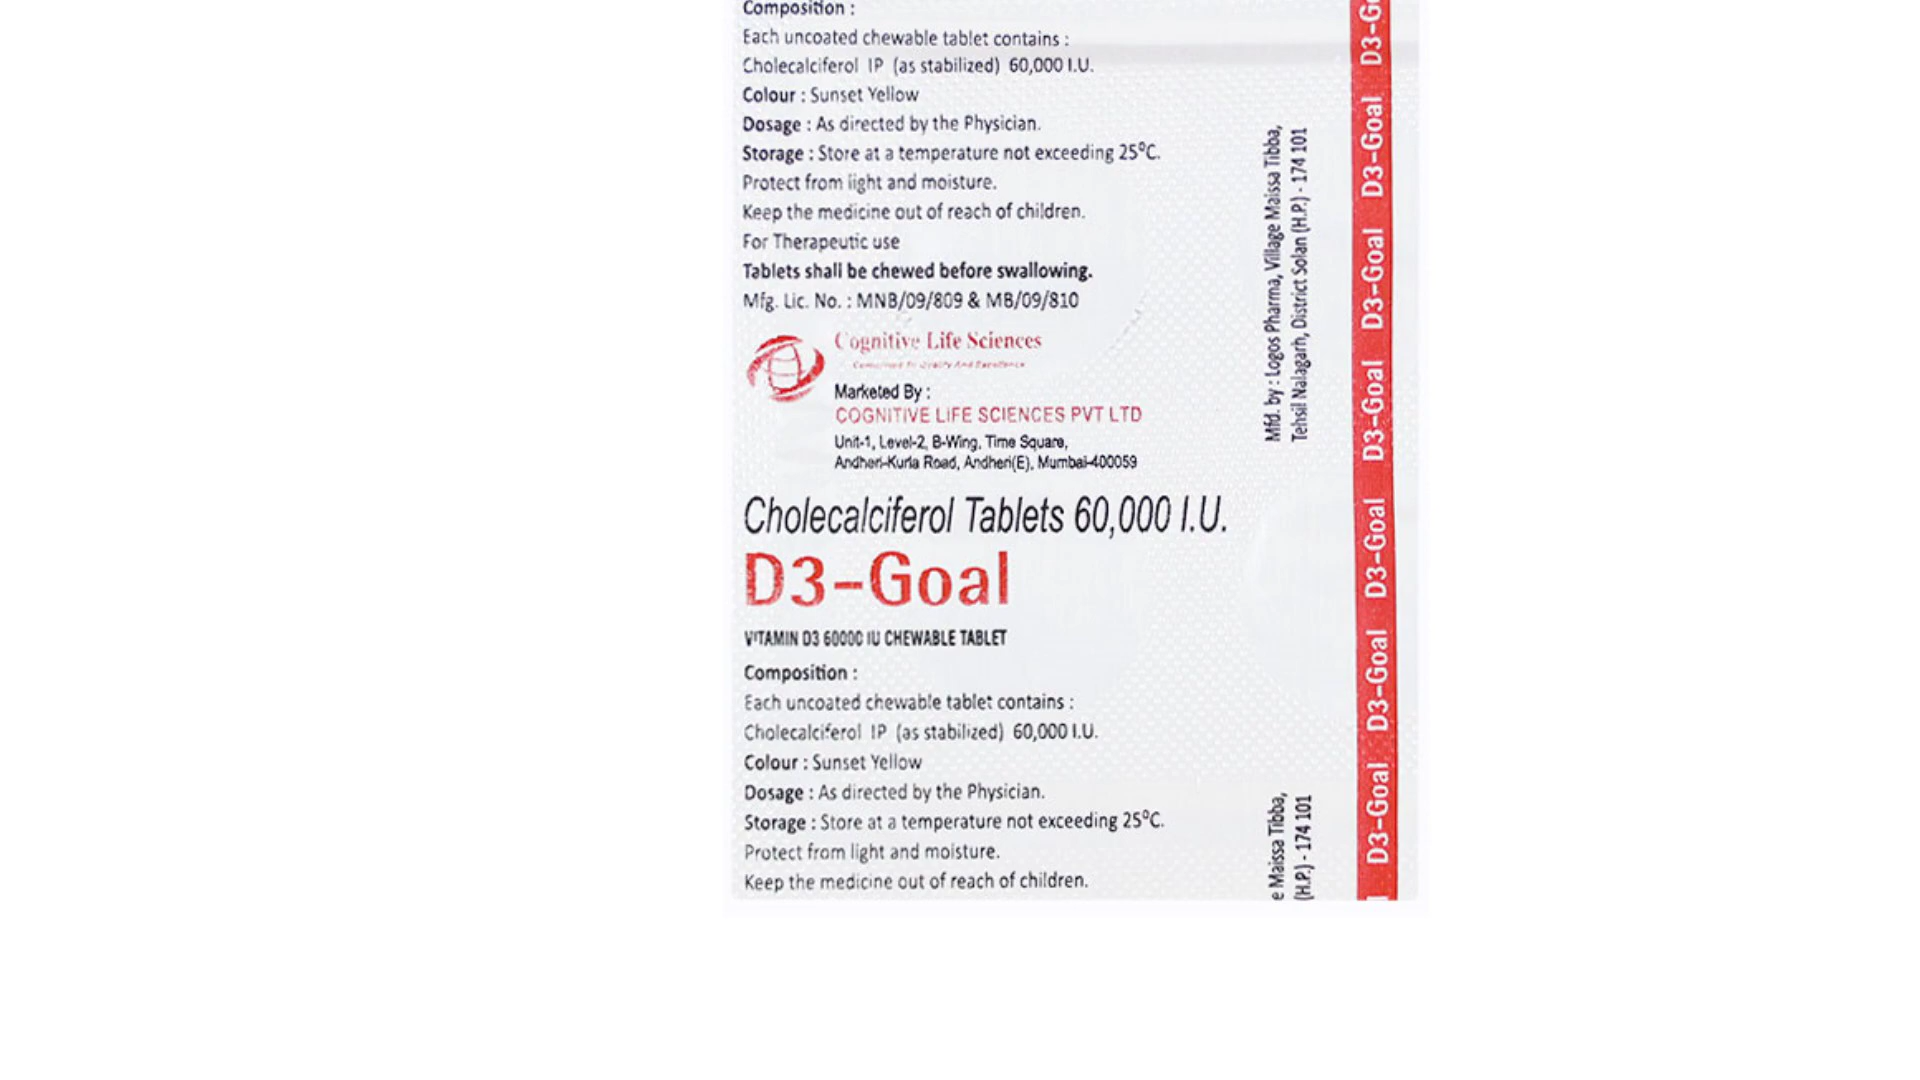 Composition :
Each uncoated chewable tablet contains :
Cholecalciferol IP (as stabilized) 60,000 I.U.
Colour : Sunset Yellow
Dosage : As directed by the Physician.
Storage : Store at a temperature not exceeding 25ºC.
Protect from light and moisture.
Keep the medicine out of reach of children.
For Therapeutic use
Tablets shall be chewed before swallowing.
Mfg. Lic. No. : MNB/09/809 & MB/09/810
Cognitive Life Sciences
Marketed By :
COGNITIVE LIFE SCIENCES PVT LTD
Unit-1, Level-2, B-Wing, Time Square,
Andheri-Kurla Road, Andheri(E), Mumbai-400059
Cholecalciferol Tablets 60,000 I.U.
D3-Goal
VITAMIN D3 60000 IU CHEWABLE TABLET
Composition :
Each uncoated chewable tablet contains :
Cholecalciferol IP (as stabilized) 60,000 I.U.
Colour : Sunset Yellow
Dosage : As directed by the Physician.
Storage : Store at a temperature not exceeding 25ºC.
Protect from light and moisture.
Keep the medicine out of reach of children.
Mfd. by : Logos Pharma, Village Maissa Tibba,
Tehsil Nalagarh, District Solan (H.P.) - 174 101
e Maissa Tibba,
(H.P.) - 174 101
D3-Goal D3-Goal D3-Goal D3-Goal D3-Goal D3-Goal D3-G